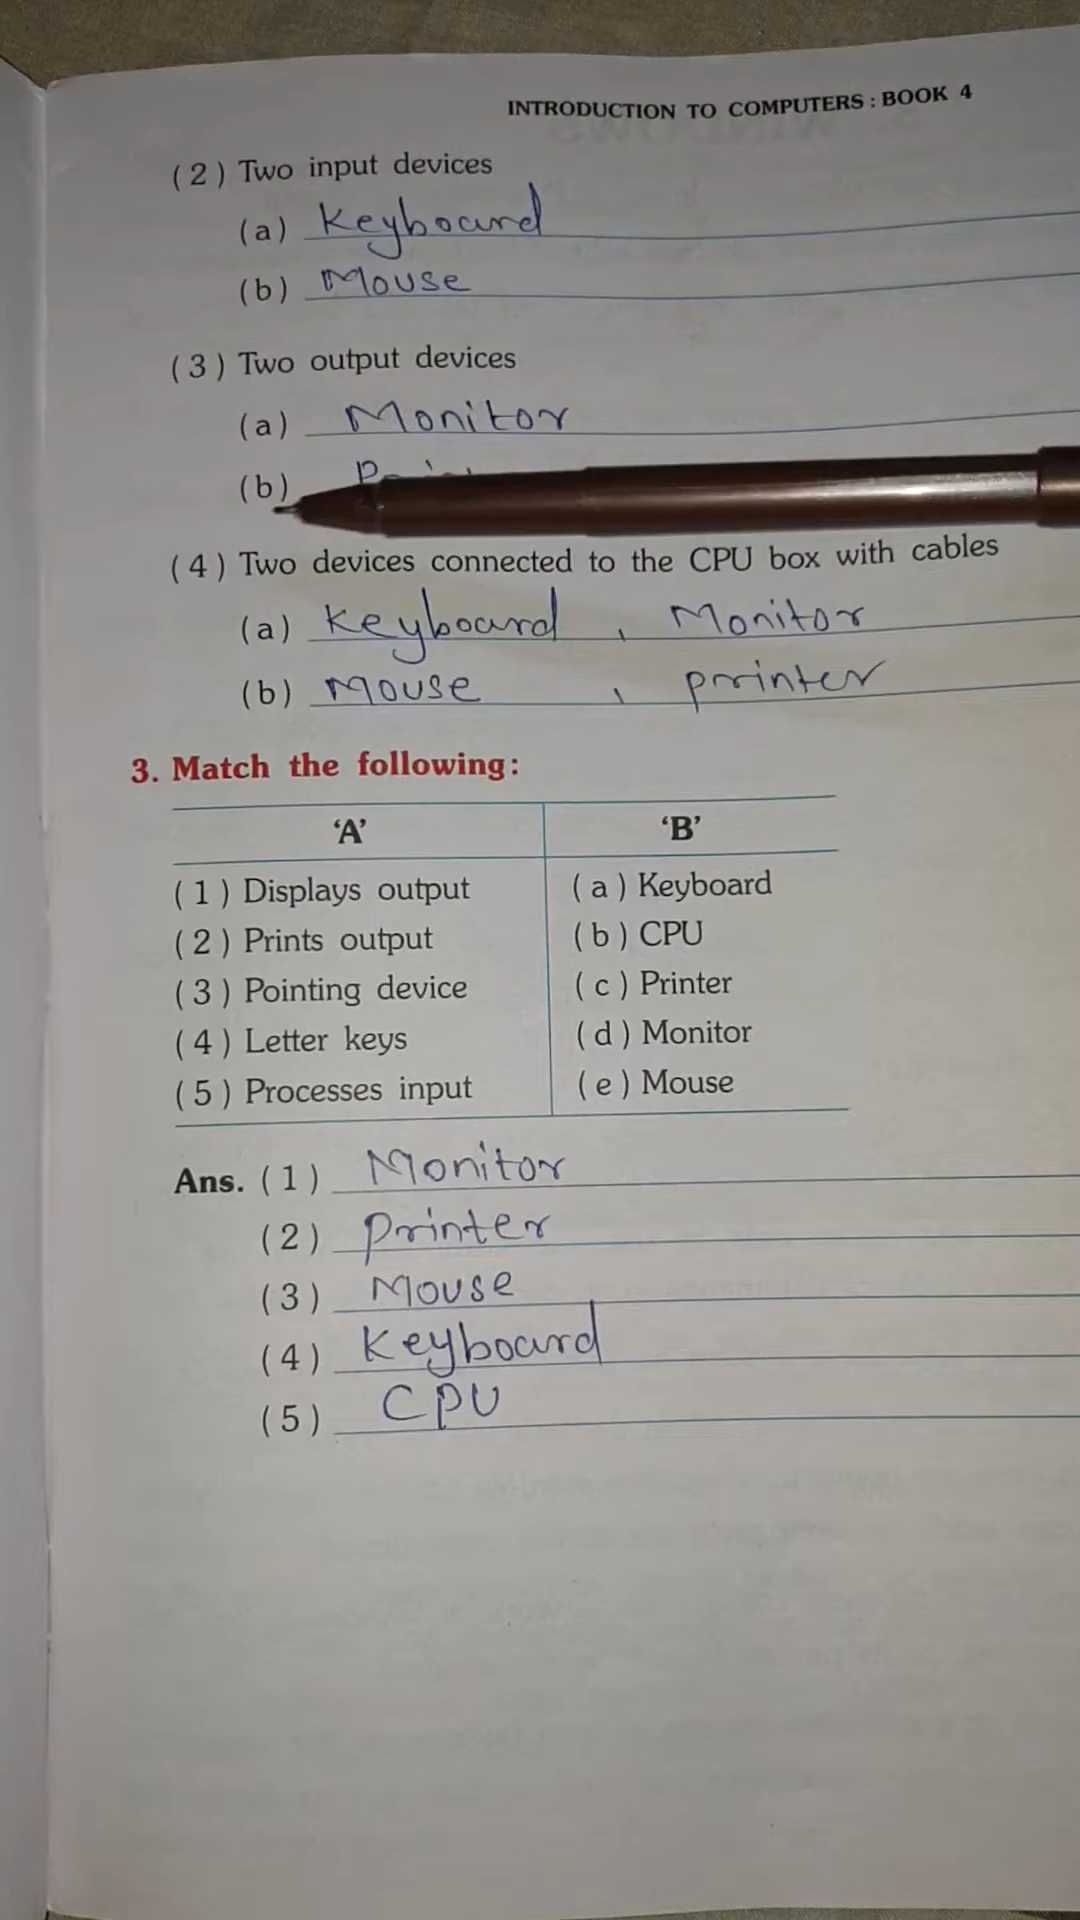 INTRODUCTION TO COMPUTERS : BOOK 4
( 2 ) Two input devices
(a) Keyboard
(b) Mouse
( 3 ) Two output devices
(a) Monitor
(b)
( 4 ) Two devices connected to the CPU box with cables
(a) Keyboard , Monitor
(b) Mouse , printer
3. Match the following:
‘A’ ‘B’
( 1 ) Displays output ( a ) Keyboard
( 2 ) Prints output ( b ) CPU
( 3 ) Pointing device ( c ) Printer
( 4 ) Letter keys ( d ) Monitor
( 5 ) Processes input ( e ) Mouse
Ans. ( 1 ) Monitor
( 2 ) printer
( 3 ) Mouse
( 4 ) Keyboard
( 5 ) CPU